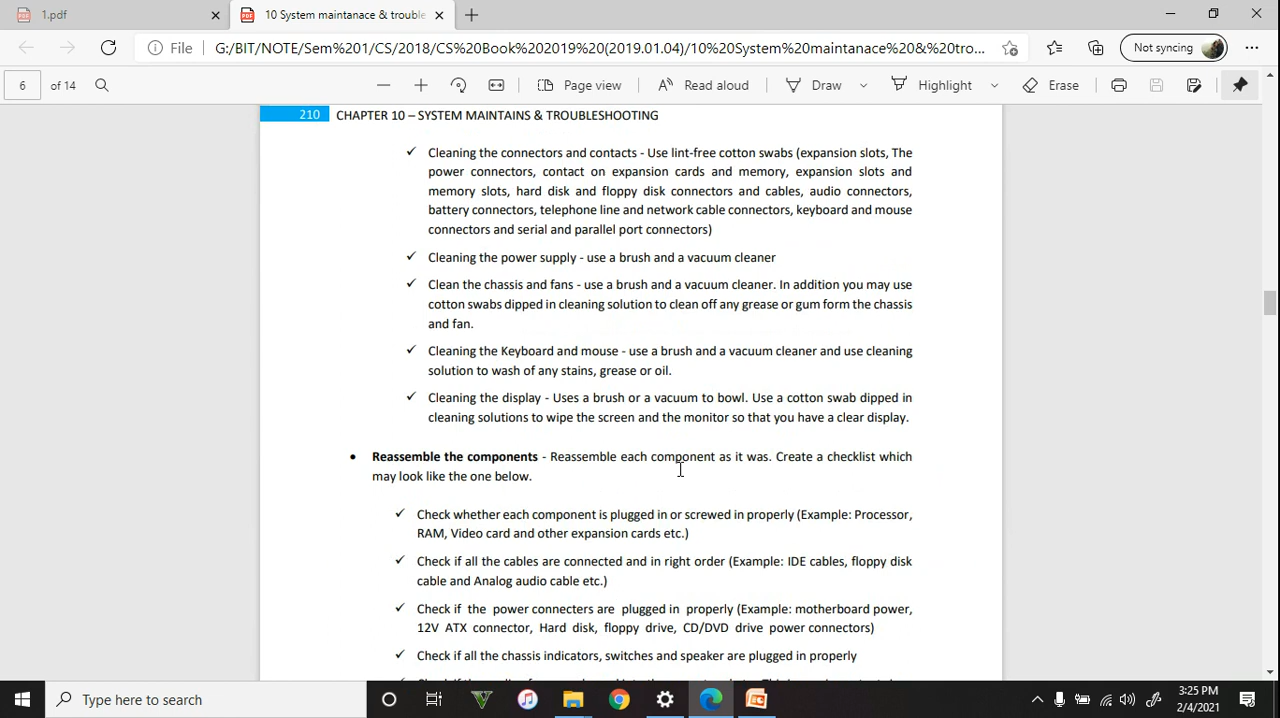 1.pdf
10 System maintanace & trouble
File
G:/BIT/NOTE/Sem%201/CS/2018/CS%20Book%202019%20(2019.01.04)/10%20System%20maintanace%20&%20tro...
Not syncing
6 of 14
Page view
Read aloud
Draw
Highlight
Erase
210 CHAPTER 10 – SYSTEM MAINTAINS & TROUBLESHOOTING
✓ Cleaning the connectors and contacts - Use lint-free cotton swabs (expansion slots, The
power connectors, contact on expansion cards and memory, expansion slots and
memory slots, hard disk and floppy disk connectors and cables, audio connectors,
battery connectors, telephone line and network cable connectors, keyboard and mouse
connectors and serial and parallel port connectors)
✓ Cleaning the power supply - use a brush and a vacuum cleaner
✓ Clean the chassis and fans - use a brush and a vacuum cleaner. In addition you may use
cotton swabs dipped in cleaning solution to clean off any grease or gum form the chassis
and fan.
✓ Cleaning the Keyboard and mouse - use a brush and a vacuum cleaner and use cleaning
solution to wash of any stains, grease or oil.
✓ Cleaning the display - Uses a brush or a vacuum to bowl. Use a cotton swab dipped in
cleaning solutions to wipe the screen and the monitor so that you have a clear display.
• Reassemble the components - Reassemble each component as it was. Create a checklist which
may look like the one below.
✓ Check whether each component is plugged in or screwed in properly (Example: Processor,
RAM, Video card and other expansion cards etc.)
✓ Check if all the cables are connected and in right order (Example: IDE cables, floppy disk
cable and Analog audio cable etc.)
✓ Check if the power connecters are plugged in properly (Example: motherboard power,
12V ATX connector, Hard disk, floppy drive, CD/DVD drive power connectors)
✓ Check if all the chassis indicators, switches and speaker are plugged in properly
Type here to search
3:25 PM
2/4/2021